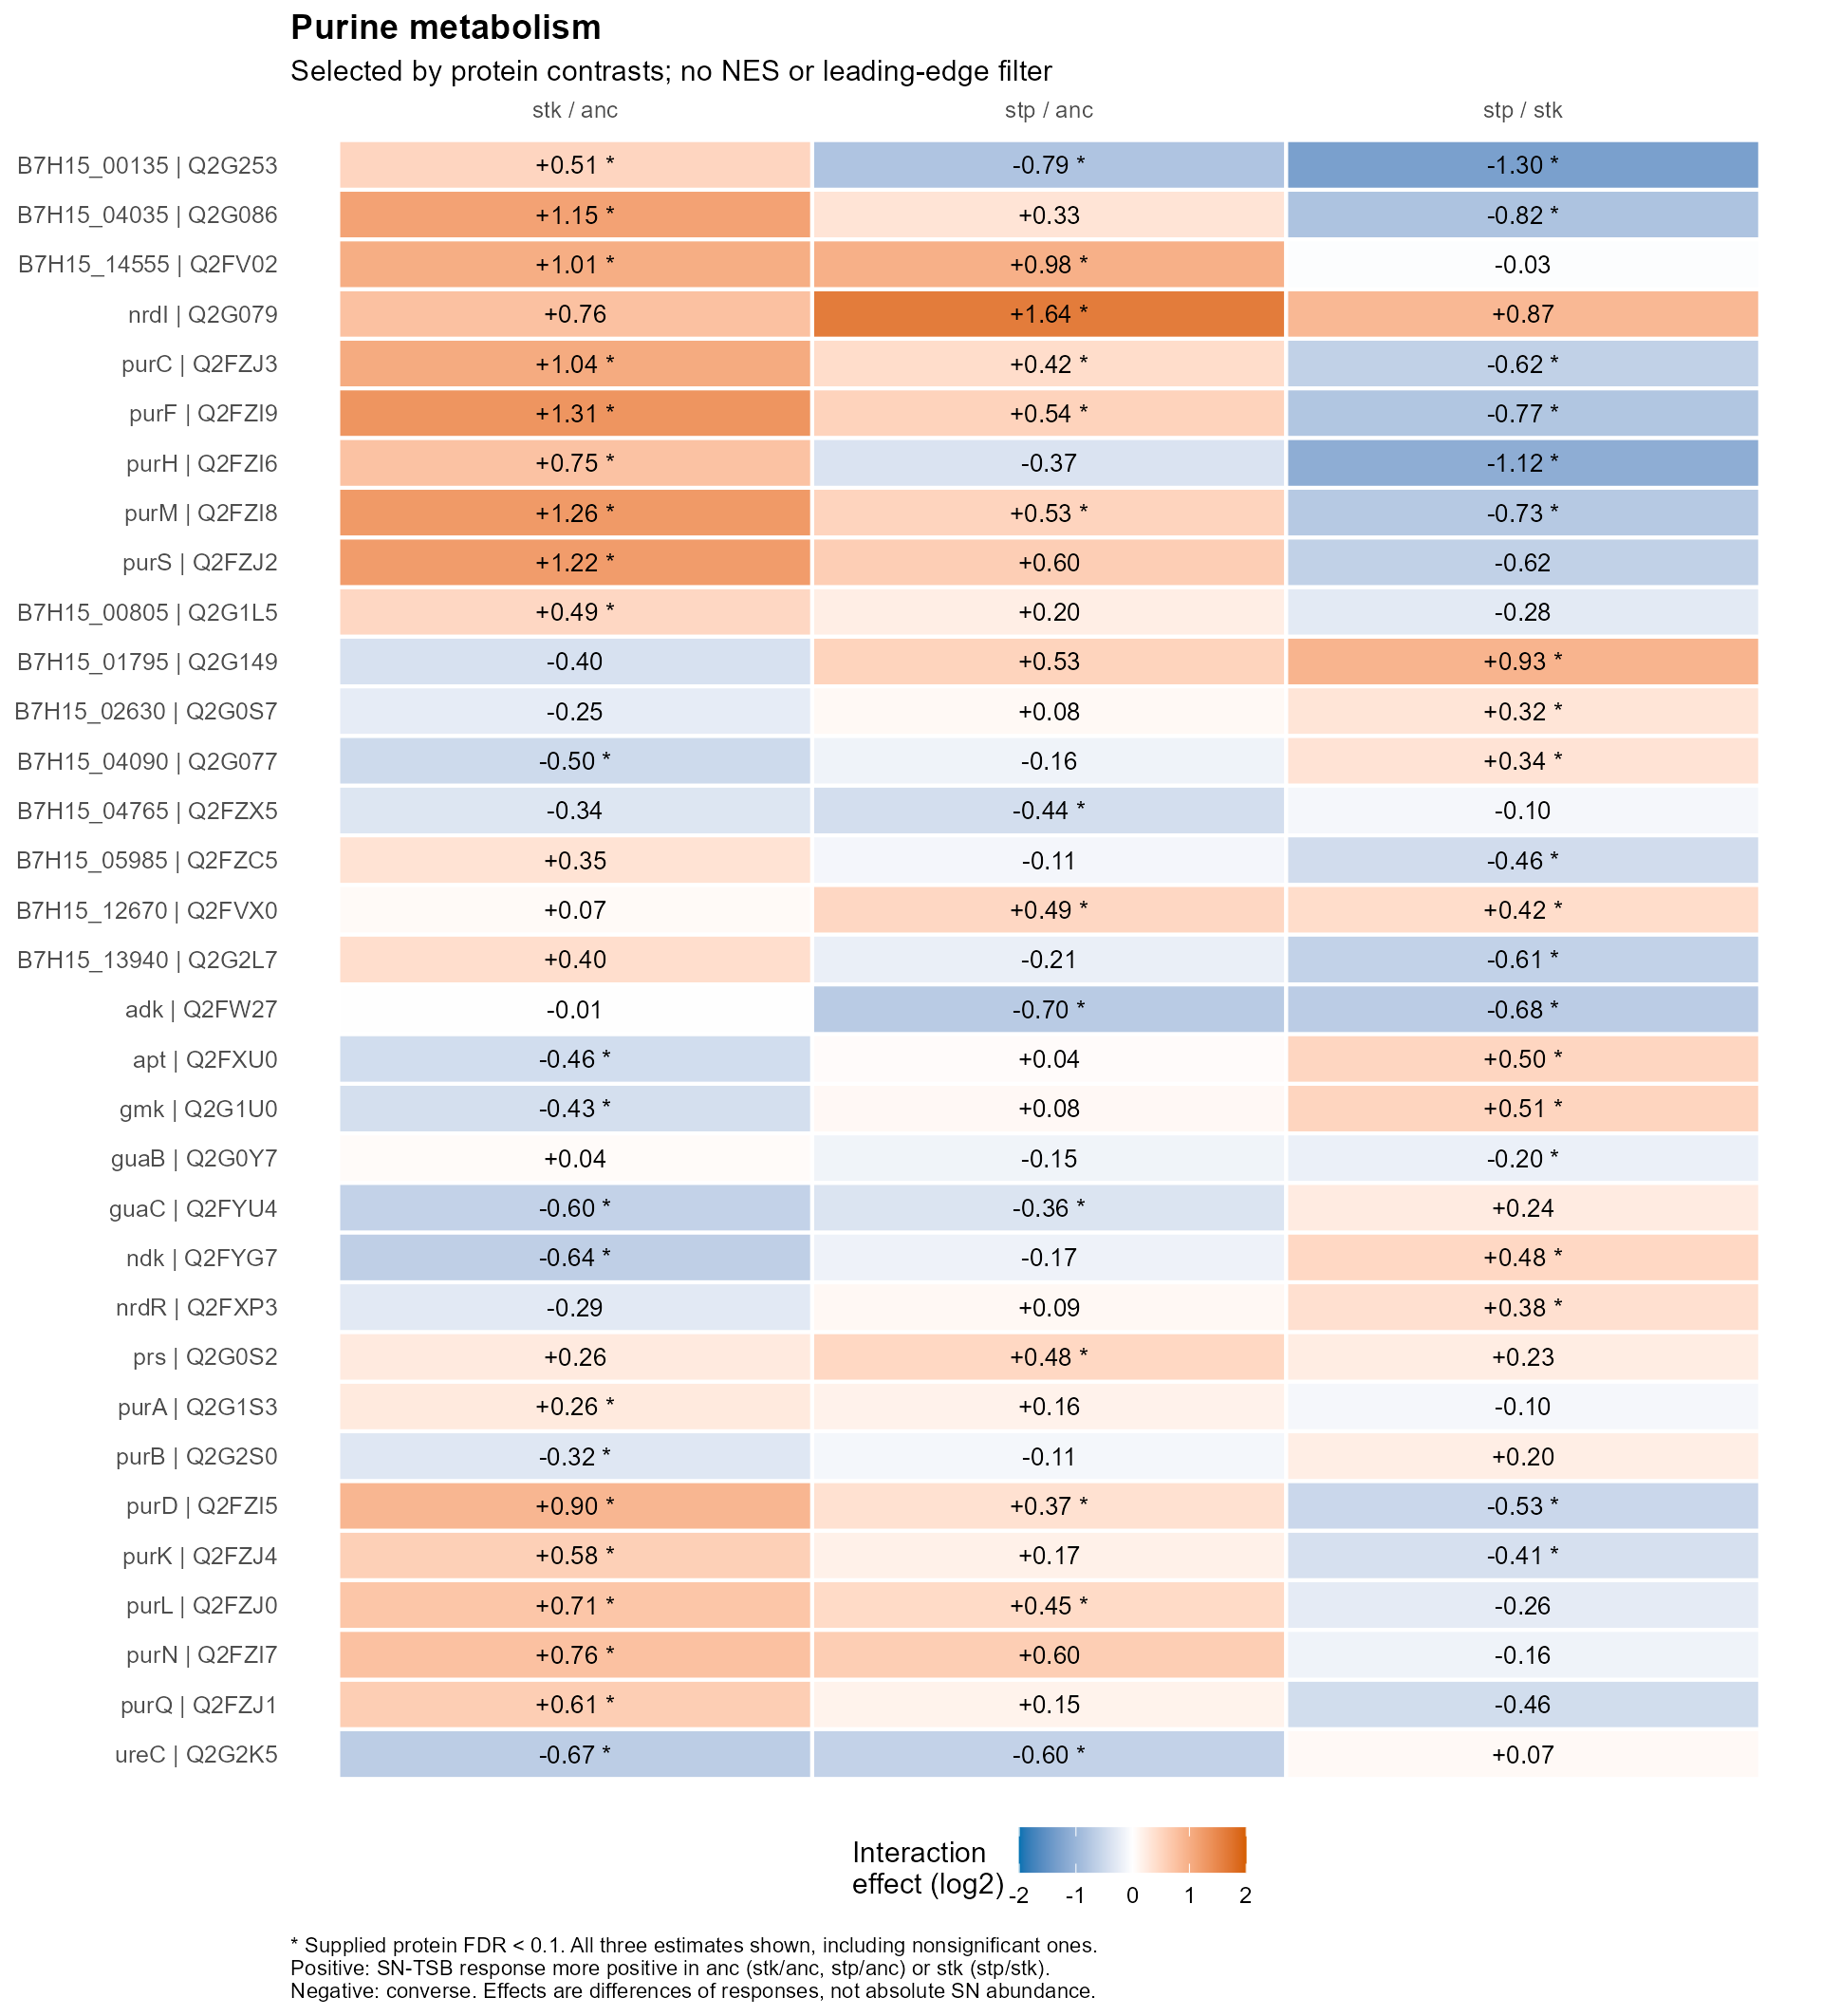 Purine metabolism
Selected by protein contrasts; no NES or leading-edge filter
stk / anc stp / anc stp / stk
B7H15_00135 | Q2G253 +0.51 * -0.79 * -1.30 *
B7H15_04035 | Q2G086 +1.15 * +0.33 -0.82 *
B7H15_14555 | Q2FV02 +1.01 * +0.98 * -0.03
nrdI | Q2G079 +0.76 +1.64 * +0.87
purC | Q2FZJ3 +1.04 * +0.42 * -0.62 *
purF | Q2FZI9 +1.31 * +0.54 * -0.77 *
purH | Q2FZI6 +0.75 * -0.37 -1.12 *
purM | Q2FZI8 +1.26 * +0.53 * -0.73 *
purS | Q2FZJ2 +1.22 * +0.60 -0.62
B7H15_00805 | Q2G1L5 +0.49 * +0.20 -0.28
B7H15_01795 | Q2G149 -0.40 +0.53 +0.93 *
B7H15_02630 | Q2G0S7 -0.25 +0.08 +0.32 *
B7H15_04090 | Q2G077 -0.50 * -0.16 +0.34 *
B7H15_04765 | Q2FZX5 -0.34 -0.44 * -0.10
B7H15_05985 | Q2FZC5 +0.35 -0.11 -0.46 *
B7H15_12670 | Q2FVX0 +0.07 +0.49 * +0.42 *
B7H15_13940 | Q2G2L7 +0.40 -0.21 -0.61 *
adk | Q2FW27 -0.01 -0.70 * -0.68 *
apt | Q2FXU0 -0.46 * +0.04 +0.50 *
gmk | Q2G1U0 -0.43 * +0.08 +0.51 *
guaB | Q2G0Y7 +0.04 -0.15 -0.20 *
guaC | Q2FYU4 -0.60 * -0.36 * +0.24
ndk | Q2FYG7 -0.64 * -0.17 +0.48 *
nrdR | Q2FXP3 -0.29 +0.09 +0.38 *
prs | Q2G0S2 +0.26 +0.48 * +0.23
purA | Q2G1S3 +0.26 * +0.16 -0.10
purB | Q2G2S0 -0.32 * -0.11 +0.20
purD | Q2FZI5 +0.90 * +0.37 * -0.53 *
purK | Q2FZJ4 +0.58 * +0.17 -0.41 *
purL | Q2FZJ0 +0.71 * +0.45 * -0.26
purN | Q2FZI7 +0.76 * +0.60 -0.16
purQ | Q2FZJ1 +0.61 * +0.15 -0.46
ureC | Q2G2K5 -0.67 * -0.60 * +0.07
Interaction
effect (log2)
-2 -1 0 1 2
* Supplied protein FDR < 0.1. All three estimates shown, including nonsignificant ones.
Positive: SN-TSB response more positive in anc (stk/anc, stp/anc) or stk (stp/stk).
Negative: converse. Effects are differences of responses, not absolute SN abundance.